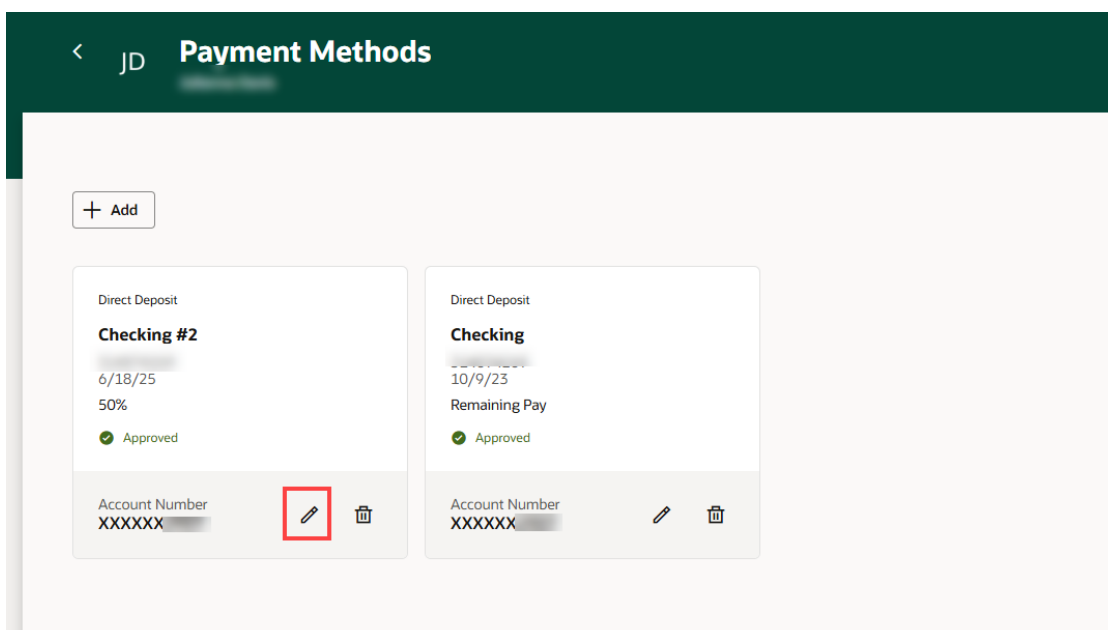 JD
Payment Methods
+ Add
Direct Deposit
Checking #2
6/18/25
50%
Approved
Account Number
XXXXXX
Direct Deposit
Checking
10/9/23
Remaining Pay
Approved
Account Number
XXXXXX